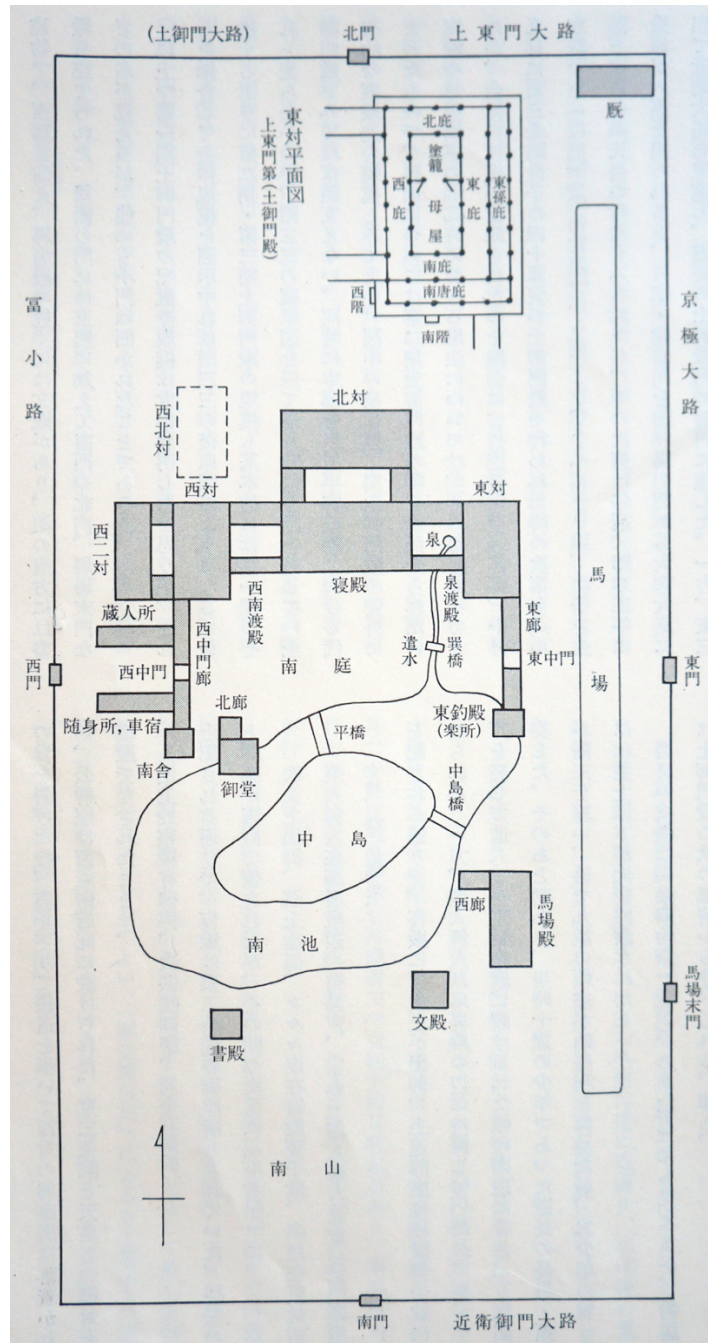 (土御門大路)
北門
上東門大路
厩
東対平面図
上東門第(土御門殿)
北庇
塗籠
母屋
西庇
東庇
東孫庇
南庇
南唐庇
西階
南階
冨小路
京極大路
北対
西北対
西対
東対
西二対
泉
寝殿
西南渡殿
泉渡殿
東廊
馬場
蔵人所
西中門廊
西中門
西門
南庭
遣水
巽橋
東中門
東門
随身所,車宿
北廊
平橋
東釣殿
(楽所)
南舎
御堂
中島橋
中島
西廊
馬場殿
南池
馬場末門
文殿
書殿
南山
南門
近衛御門大路